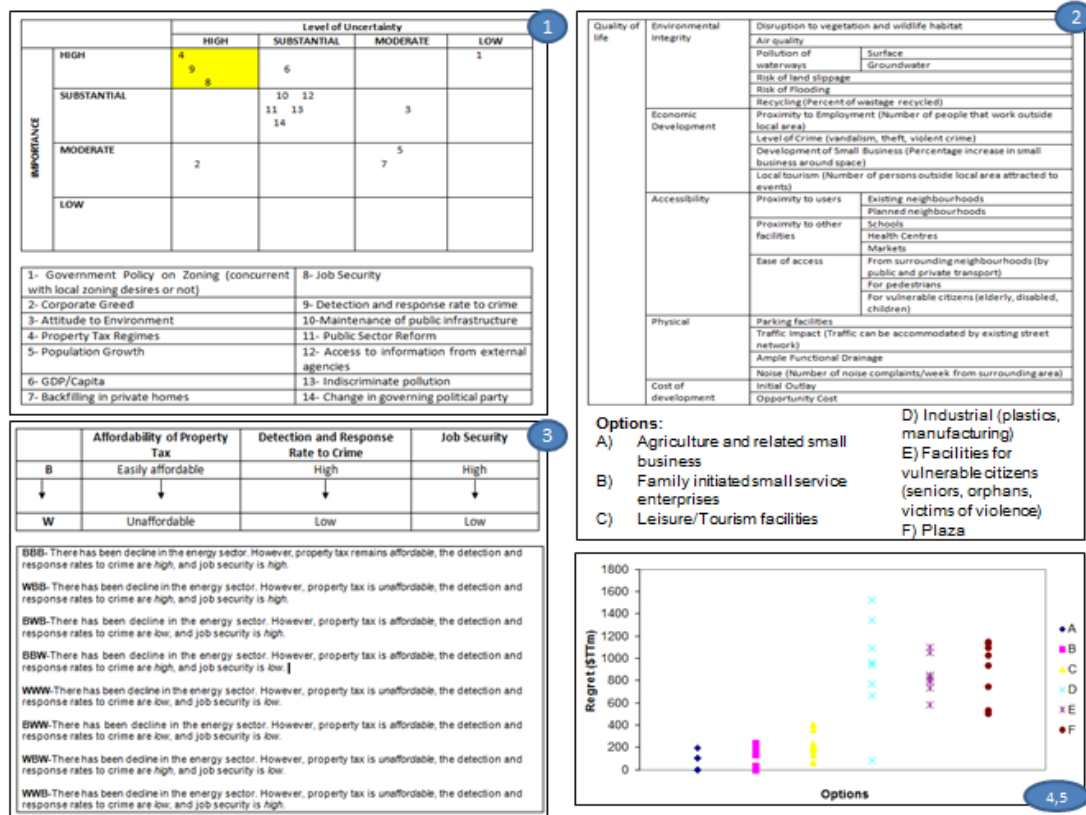 1
Level of Uncertainty
HIGH SUBSTANTIAL MODERATE LOW
IMPORTANCE
HIGH
4
9
8
6
1
SUBSTANTIAL
10 12
11 13
14
3
MODERATE
2
5
7
LOW
1- Government Policy on Zoning (concurrent
with local zoning desires or not)
8- Job Security
2- Corporate Greed
9- Detection and response rate to crime
3- Attitude to Environment
10-Maintenance of public infrastructure
4- Property Tax Regimes
11- Public Sector Reform
5- Population Growth
12- Access to information from external
agencies
6- GDP/Capita
13- Indiscriminate pollution
7- Backfilling in private homes
14- Change in governing political party
2
Quality of
life
Environmental
Integrity
Disruption to vegetation and wildlife habitat
Air quality
Pollution of
waterways
Surface
Groundwater
Risk of land slippage
Risk of Flooding
Recycling (Percent of wastage recycled)
Economic
Development
Proximity to Employment (Number of people that work outside
local area)
Level of Crime (vandalism, theft, violent crime)
Development of Small Business (Percentage increase in small
business around space)
Local tourism (Number of persons outside local area attracted to
events)
Accessibility
Proximity to users
Existing neighbourhoods
Planned neighbourhoods
Proximity to other
facilities
Schools
Health Centres
Markets
Ease of access
From surrounding neighbourhoods (by
public and private transport)
For pedestrians
For vulnerable citizens (elderly, disabled,
children)
Physical
Parking facilities
Traffic Impact (Traffic can be accommodated by existing street
network)
Ample Functional Drainage
Noise (Number of noise complaints/week from surrounding area)
Cost of
development
Initial Outlay
Opportunity Cost
Options:
A) Agriculture and related small
business
B) Family initiated small service
enterprises
C) Leisure/Tourism facilities
D) Industrial (plastics,
manufacturing)
E) Facilities for
vulnerable citizens
(seniors, orphans,
victims of violence)
F) Plaza
3
Affordability of Property
Tax
Detection and Response
Rate to Crime
Job Security
B Easily affordable High High
W Unaffordable Low Low
BBB- There has been decline in the energy sector. However, property tax remains affordable, the detection and
response rates to crime are high, and job security is high.
WBB- There has been decline in the energy sector. However, property tax is unaffordable, the detection and
response rates to crime are high, and job security is high.
BWB- There has been decline in the energy sector. However, property tax is affordable, the detection and
response rates to crime are low, and job security is high.
BBW- There has been decline in the energy sector. However, property tax is affordable, the detection and
response rates to crime are high, and job security is low.
WWW-There has been decline in the energy sector. However, property tax is unaffordable, the detection and
response rates to crime are low, and job security is low.
BWW-There has been decline in the energy sector. However, property tax is affordable, the detection and
response rates to crime are low, and job security is low.
WBW-There has been decline in the energy sector. However, property tax is unaffordable, the detection and
response rates to crime are high, and job security is low.
WWB-There has been decline in the energy sector. However, property tax is unaffordable, the detection and
response rates to crime are low, and job security is high.
1800
1600
1400
1200
1000
800
600
400
200
0
Regret ($TTm)
Options
A
B
C
D
E
F
4,5